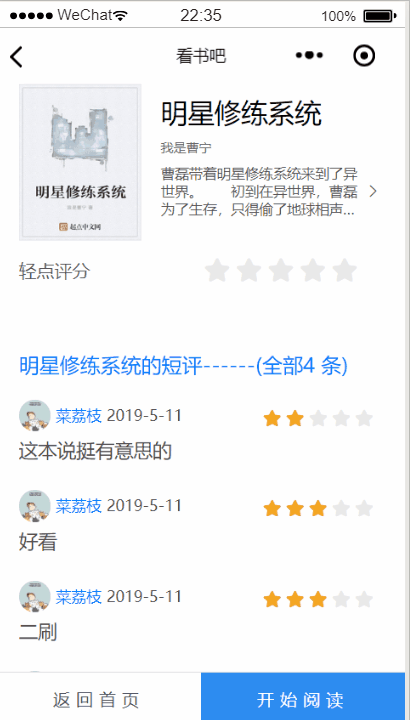 WeChat
22:35
100%
看书吧
明星修练系统
我是曹宁
曹磊带着明星修练系统来到了异
世界。 初到在异世界，曹磊
为了生存，只得偷了地球相声...
明星修练系统
起点中文网
轻点评分
明星修练系统的短评------(全部4 条)
菜荔枝 2019-5-11
这本说挺有意思的
菜荔枝 2019-5-11
好看
菜荔枝 2019-5-11
二刷
返回首页
开始阅读